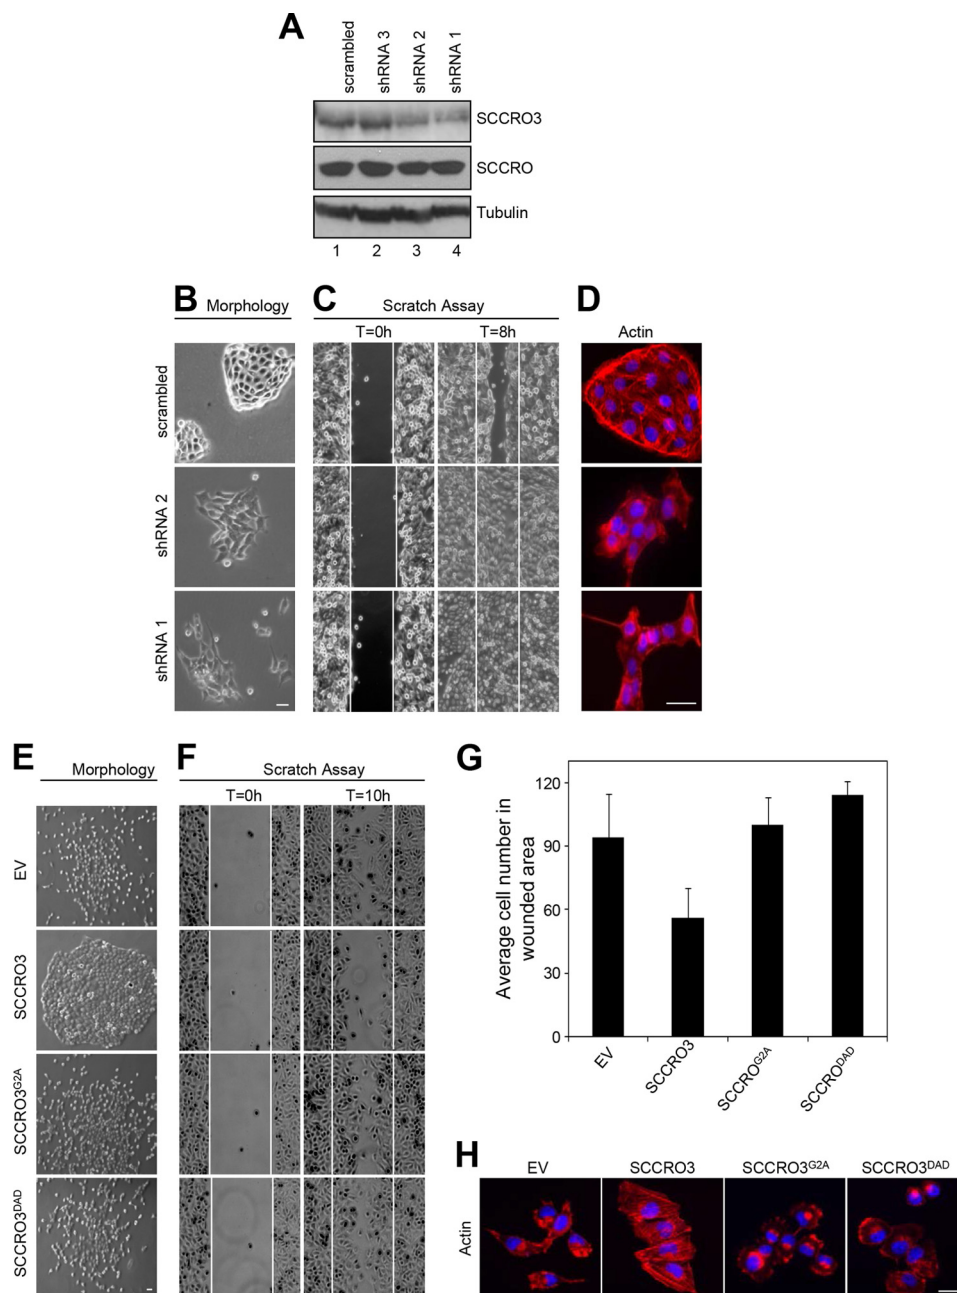 A
scrambled
shRNA 3
shRNA 2
shRNA 1
SCCRO3
SCCRO
Tubulin
1 2 3 4
B Morphology
C Scratch Assay
D
T=0h T=8h
Actin
scrambled
shRNA 2
shRNA 1
E Morphology
F Scratch Assay
T=0h T=10h
EV
SCCRO3
SCCRO3G2A
SCCRO3DAD
G
Average cell number in
wounded area
120
90
60
30
0
EV
SCCRO3
SCCROG2A
SCCRODAD
H
EV SCCRO3 SCCRO3G2A SCCRO3DAD
Actin